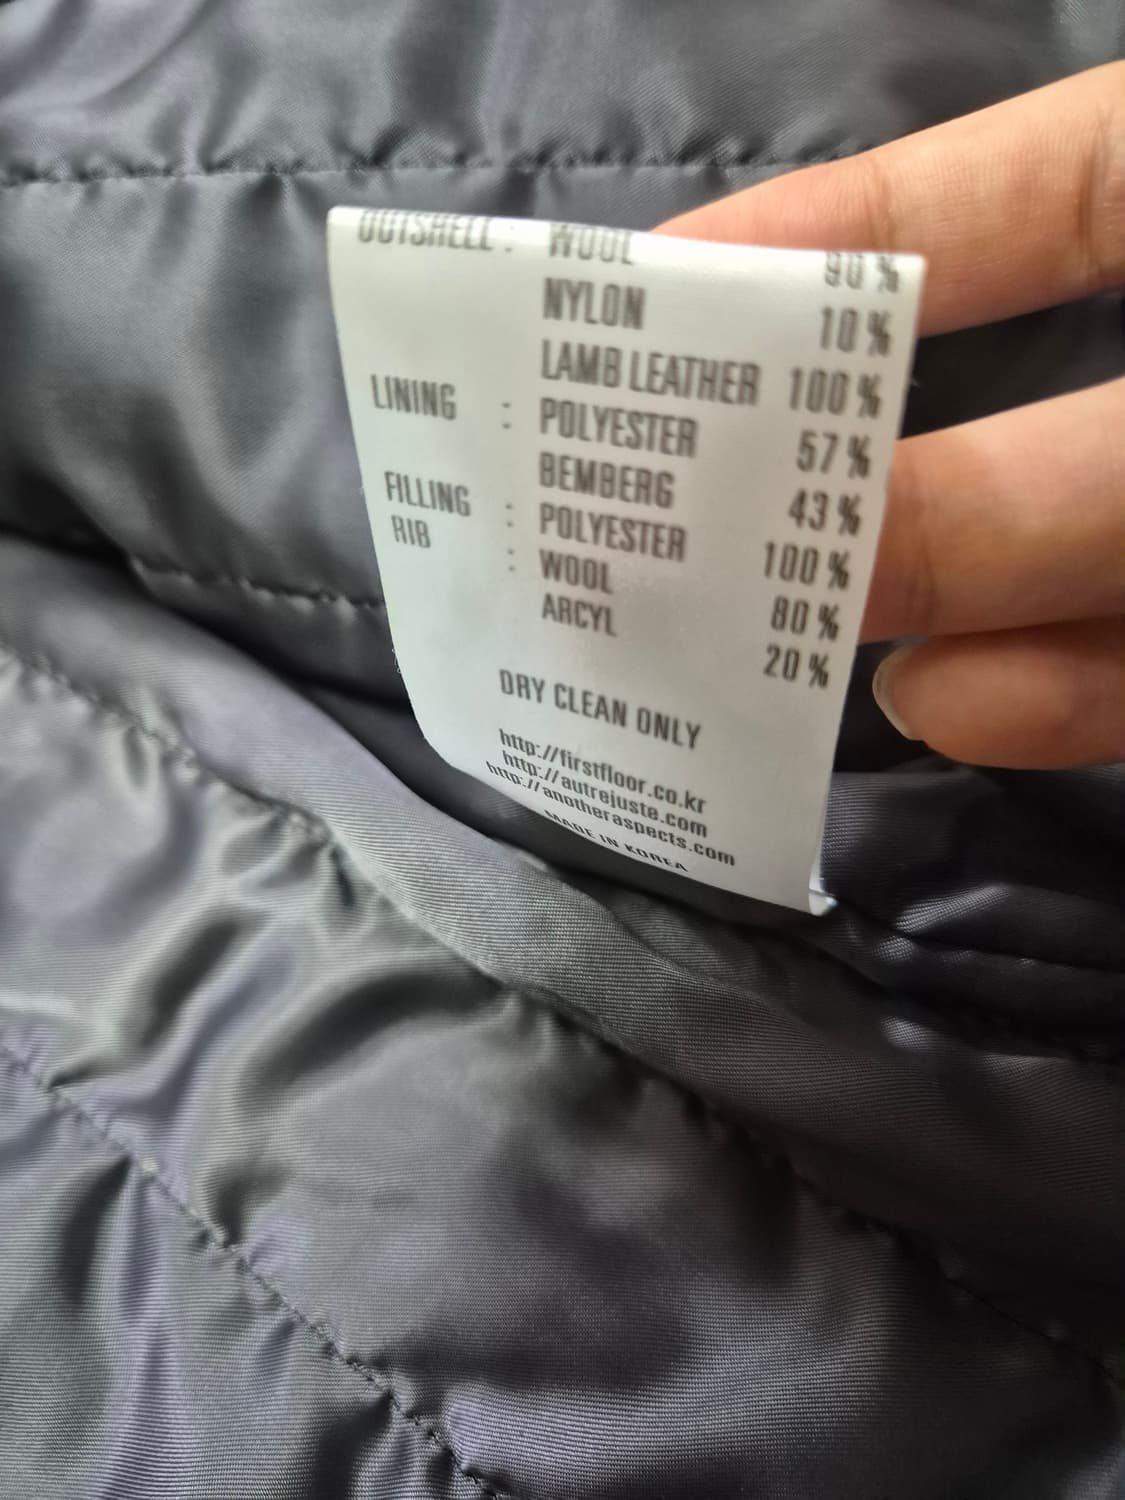 OUTSHELL : WOOL 90 %
NYLON 10 %
LAMB LEATHER 100 %
LINING : POLYESTER 57 %
BEMBERG 43 %
FILLING : POLYESTER 100 %
RIB : WOOL 80 %
ARCYL 20 %
DRY CLEAN ONLY
http://firstfloor.co.kr
http://autrejuste.com
http://anotheraspects.com
MADE IN KOREA